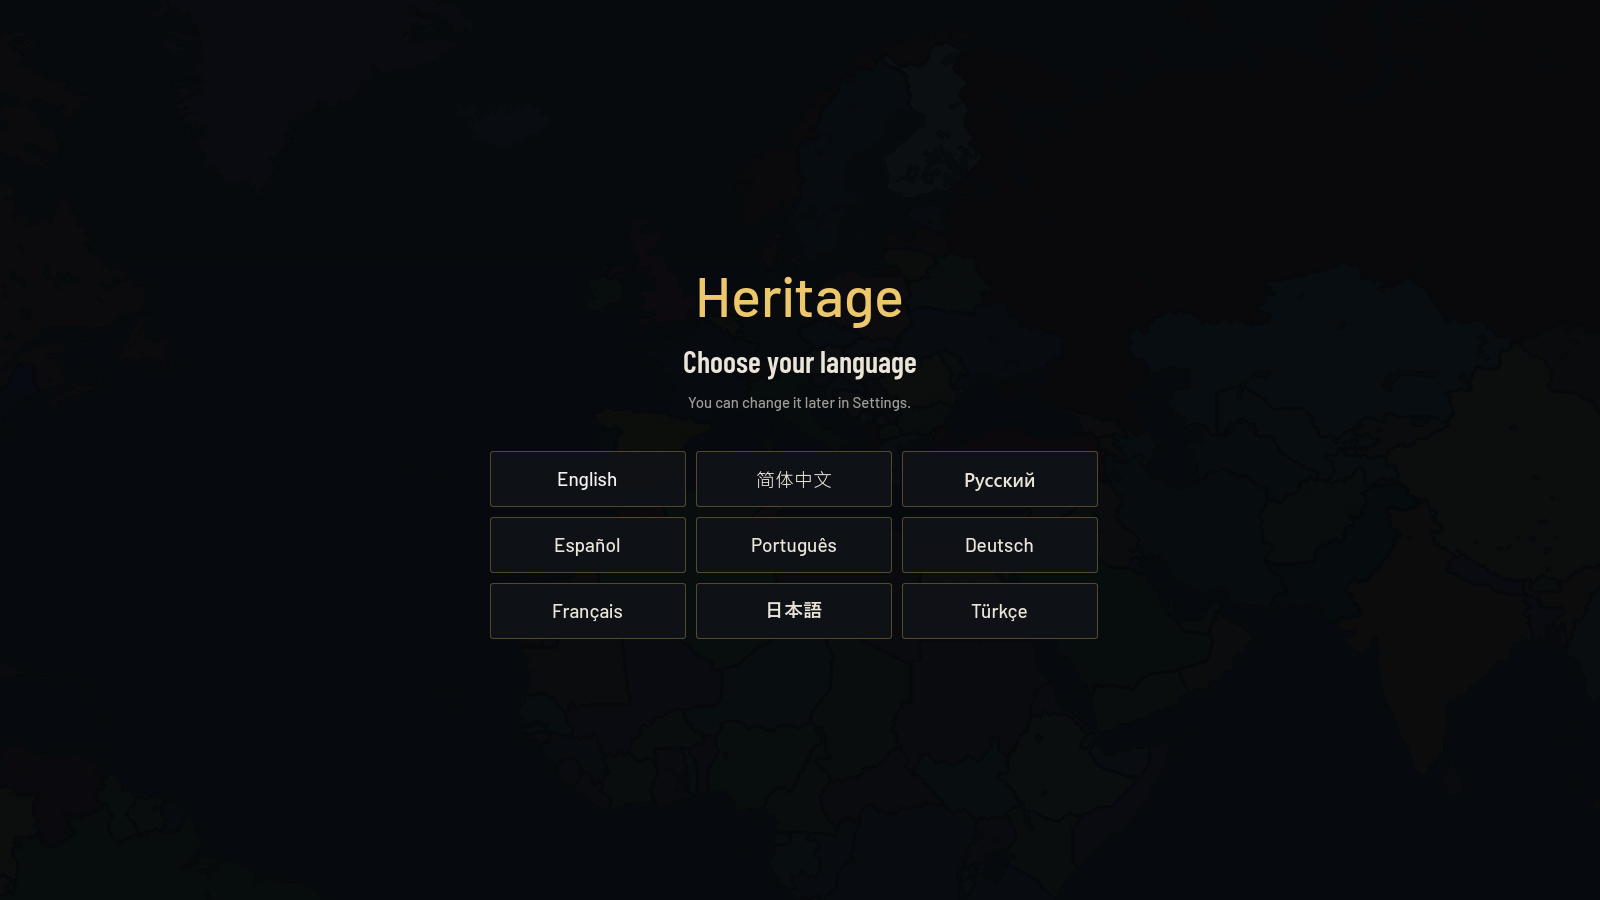 Heritage
Choose your language
You can change it later in Settings.
English
简体中文
Русский
Español
Português
Deutsch
Français
日本語
Türkçe